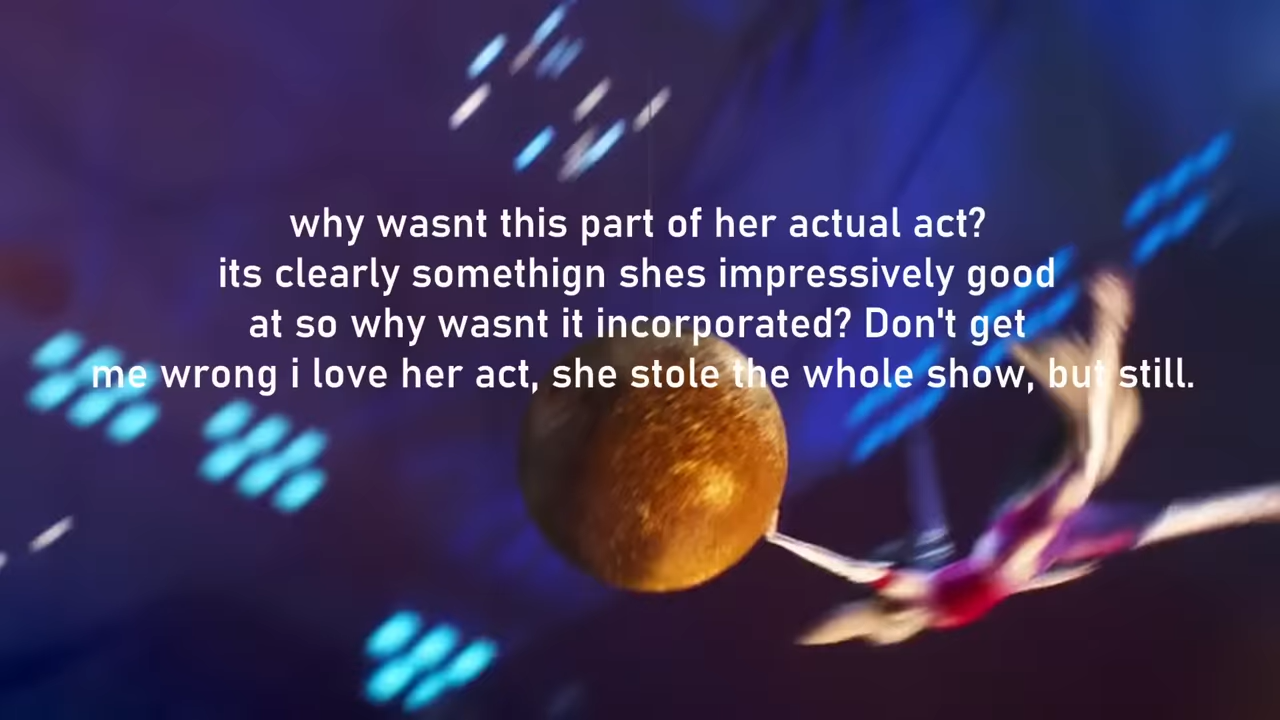 why wasnt this part of her actual act?
its clearly somethign shes impressively good
at so why wasnt it incorporated? Don't get
me wrong i love her act, she stole the whole show, but still.